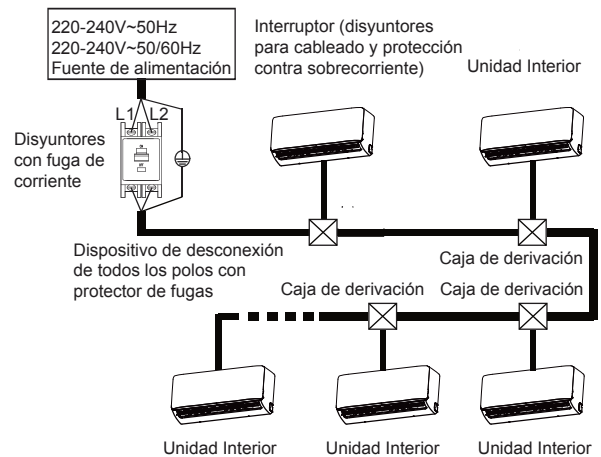 220-240V~50Hz
220-240V~50/60Hz
Fuente de alimentación
Interruptor (disyuntores
para cableado y protección
contra sobrecorriente)
Unidad Interior
L1 L2
Disyuntores
con fuga de
corriente
Dispositivo de desconexión
de todos los polos con
protector de fugas
Caja de derivación
Caja de derivación
Caja de derivación
Unidad Interior
Unidad Interior
Unidad Interior